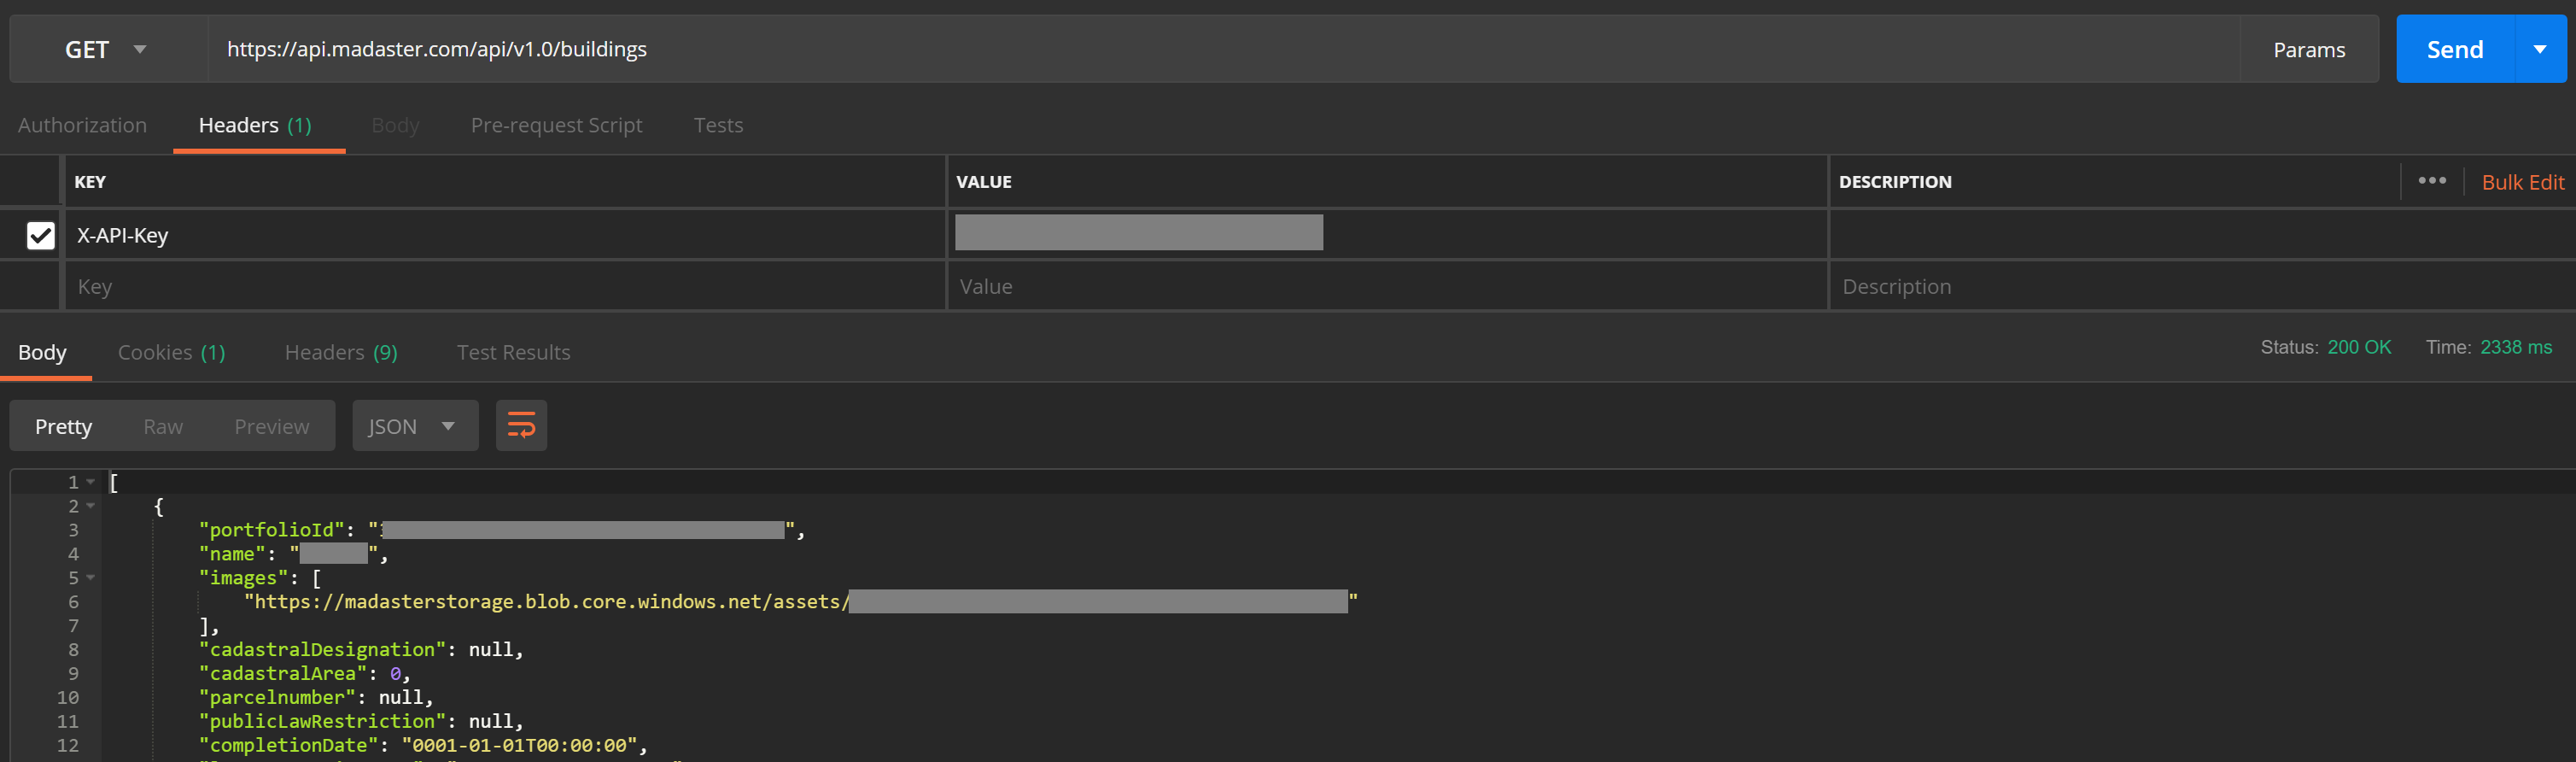 GET https://api.madaster.com/api/v1.0/buildings Params Send
Authorization Headers (1) Body Pre-request Script Tests
KEY VALUE DESCRIPTION ••• Bulk Edit
X-API-Key
Key Value Description
Body Cookies (1) Headers (9) Test Results Status: 200 OK Time: 2338 ms
Pretty Raw Preview JSON
1 [
2 {
3 "portfolioId": "",
4 "name": "",
5 "images": [
6 "https://madasterstorage.blob.core.windows.net/assets/"
7 ],
8 "cadastralDesignation": null,
9 "cadastralArea": 0,
10 "parcelnumber": null,
11 "publicLawRestriction": null,
12 "completionDate": "0001-01-01T00:00:00",